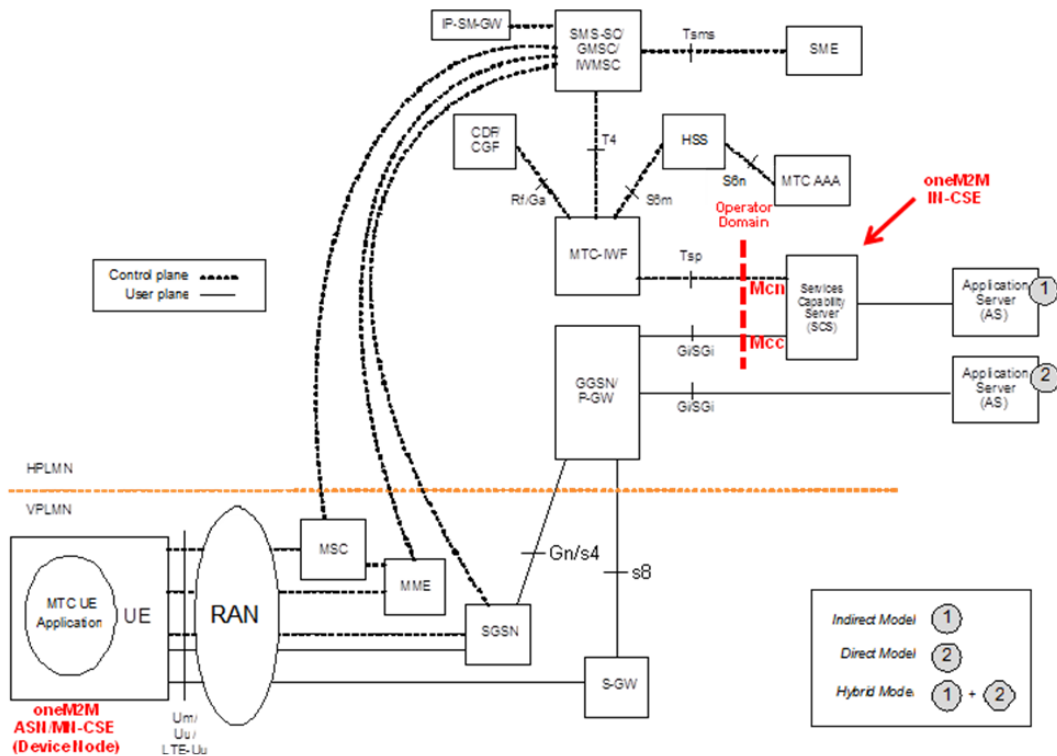 IP-SM-GW
SMS-SC/
GMSC/
IWMSC
Tsms
SME
CDF/
CGF
T4
HSS
Rf/Ga
S6m
S6n
MTC AAA
oneM2M
IN-CSE
Operator
Domain
MTC-IWF
Tsp
Mcn
Services
Capability
Server
(SCS)
Application
Server
(AS)
1
Control plane
User plane
Mcc
Gi/SGi
GGSN/
P-GW
Gi/SGi
Application
Server
(AS)
2
HPLMN
VPLMN
MSC
Gn/s4
s8
MME
MTC UE
Application
UE
RAN
SGSN
S-GW
Indirect Model 1
Direct Model 2
Hybrid Model 1 + 2
oneM2M
ASN/MN-CSE
(Device Node)
Um/
Uu/
LTE-Uu